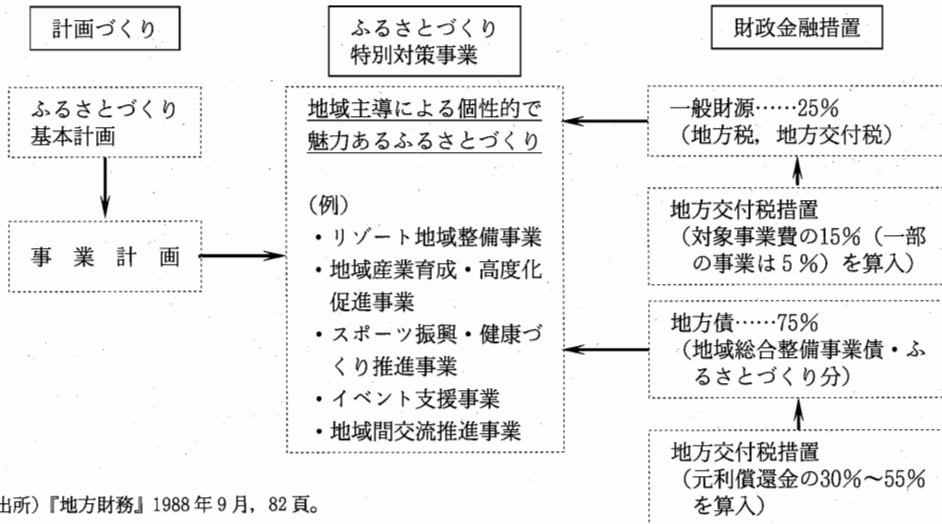 計画づくり
ふるさとづくり
基本計画
事業計画
ふるさとづくり
特別対策事業
地域主導による個性的で
魅力あるふるさとづくり
(例)
・リゾート地域整備事業
・地域産業育成・高度化
促進事業
・スポーツ振興・健康づ
くり推進事業
・イベント支援事業
・地域間交流推進事業
財政金融措置
一般財源……25%
(地方税，地方交付税)
地方交付税措置
(対象事業費の15%(一部
の事業は5%)を算入)
地方債……75%
(地域総合整備事業債・ふ
るさとづくり分)
地方交付税措置
(元利償還金の30%～55%
を算入)
出所)『地方財務』1988年9月，82頁。